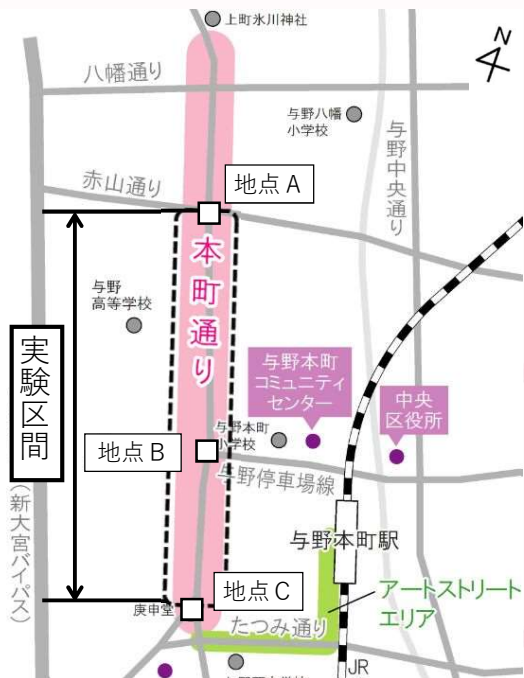 上町氷川神社
N
八幡通り
与野八幡
小学校
与野中央通り
赤山通り
地点 A
本町通り
与野
高等学校
実験区間
与野本町
コミュニティ
センター
中央
区役所
与野本町
小学校
地点 B
与野停車場線
(新大宮バイパス)
与野本町駅
地点 C
庚申堂
アートストリート
エリア
たつみ通り
JR